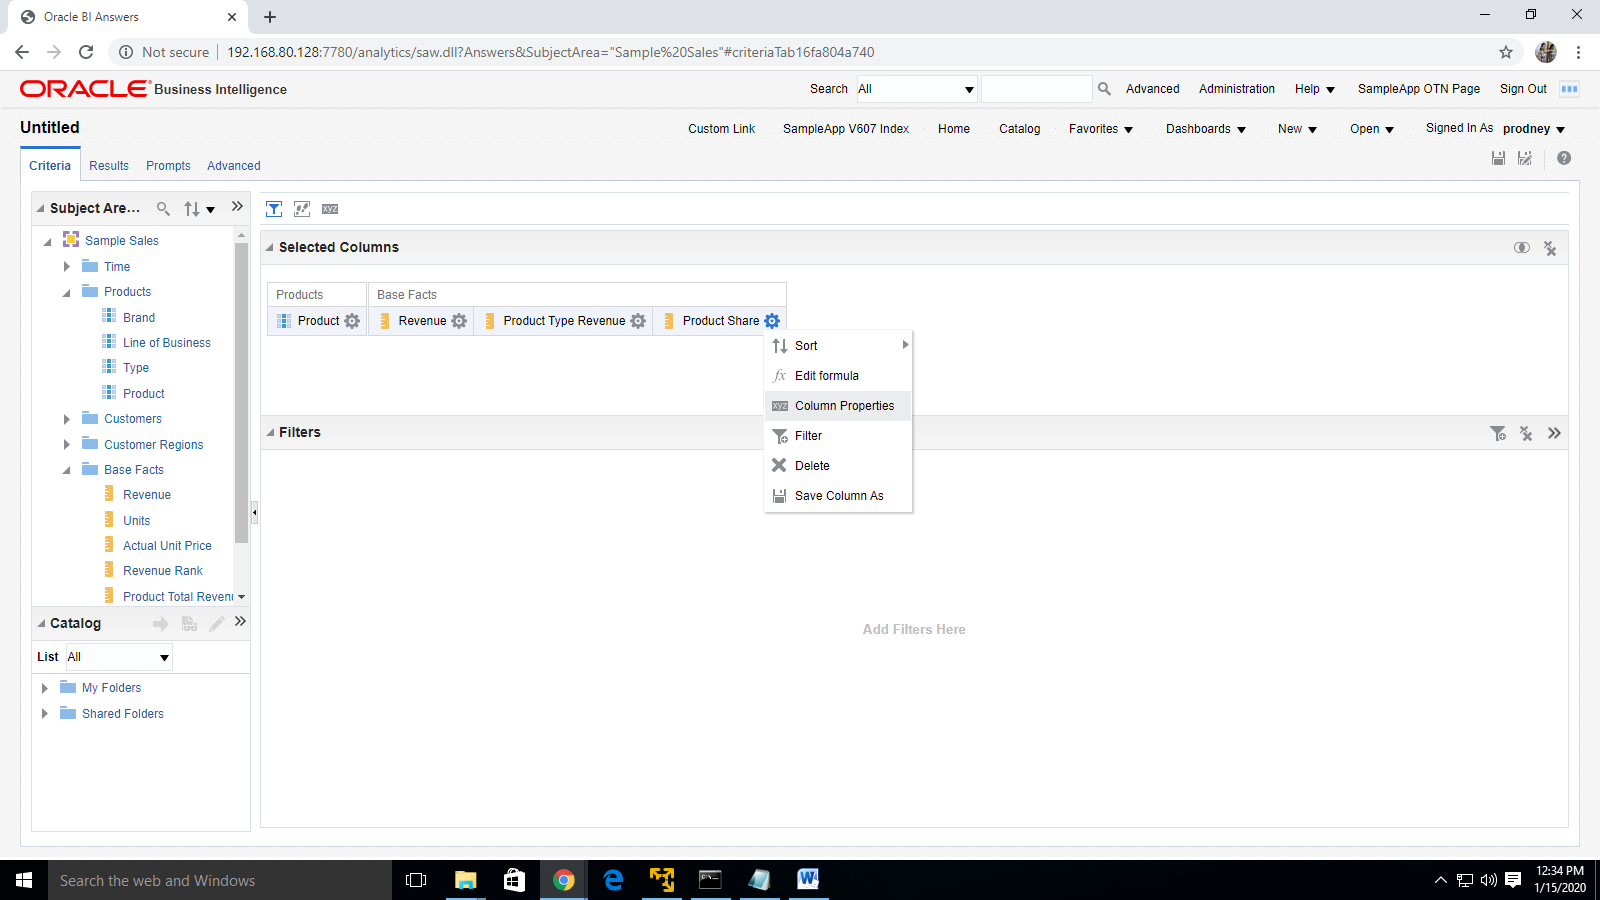 Oracle BI Answers
Not secure
192.168.80.128:7780/analytics/saw.dll?Answers&SubjectArea="Sample%20Sales"#criteriaTab16fa804a740
ORACLE Business Intelligence
Search
All
Advanced
Administration
Help
SampleApp OTN Page
Sign Out
Untitled
Custom Link
SampleApp V607 Index
Home
Catalog
Favorites
Dashboards
New
Open
Signed In As
prodney
Criteria
Results
Prompts
Advanced
Subject Are...
Sample Sales
Time
Products
Brand
Line of Business
Type
Product
Customers
Customer Regions
Base Facts
Revenue
Units
Actual Unit Price
Revenue Rank
Product Total Revenu
Catalog
List
All
My Folders
Shared Folders
xyz
Selected Columns
Products
Base Facts
Product
Revenue
Product Type Revenue
Product Share
Sort
fx Edit formula
xyz Column Properties
Filter
Delete
Save Column As
Filters
Add Filters Here
Search the web and Windows
12:34 PM
1/15/2020